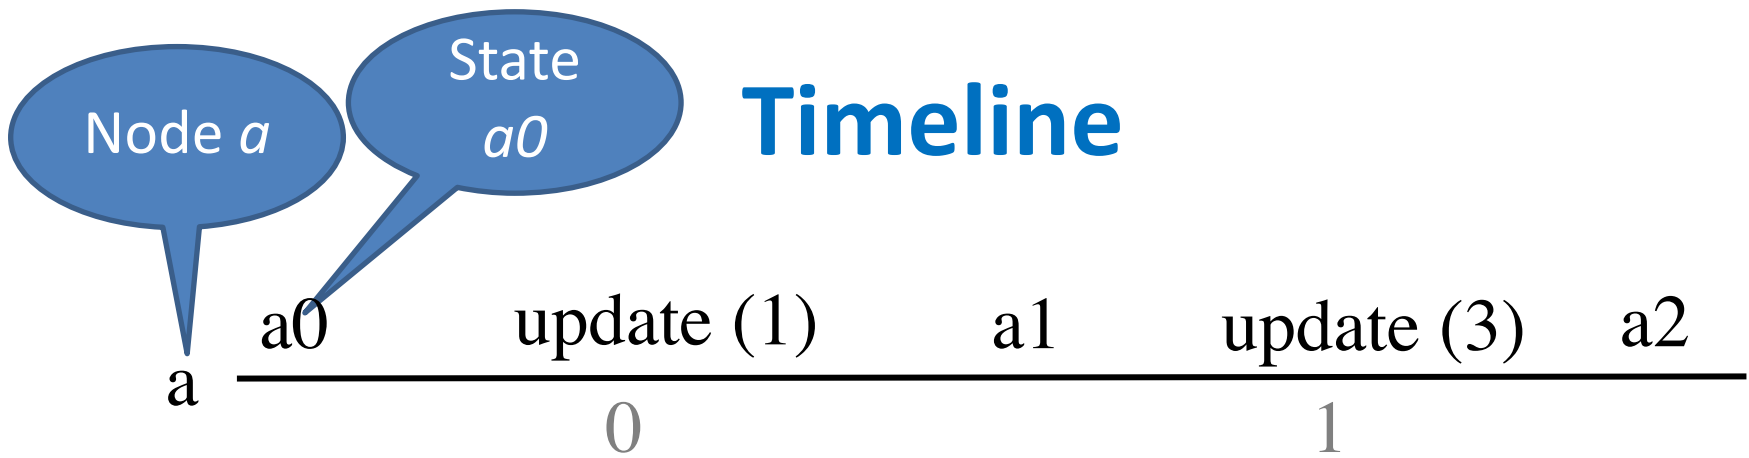 Node a
State
a0
Timeline
a0 update (1) a1 update (3) a2
a
0 1